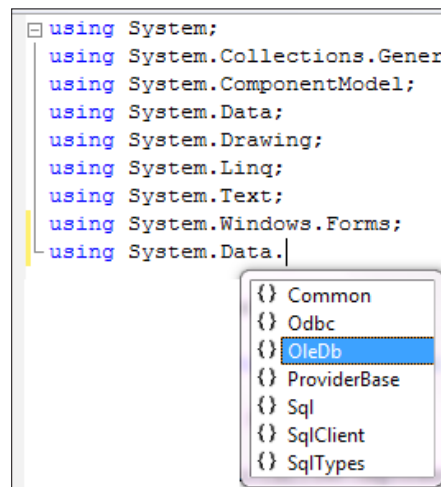 using System;
using System.Collections.Gener
using System.ComponentModel;
using System.Data;
using System.Drawing;
using System.Linq;
using System.Text;
using System.Windows.Forms;
using System.Data.
{} Common
{} Odbc
{} OleDb
{} ProviderBase
{} Sql
{} SqlClient
{} SqlTypes